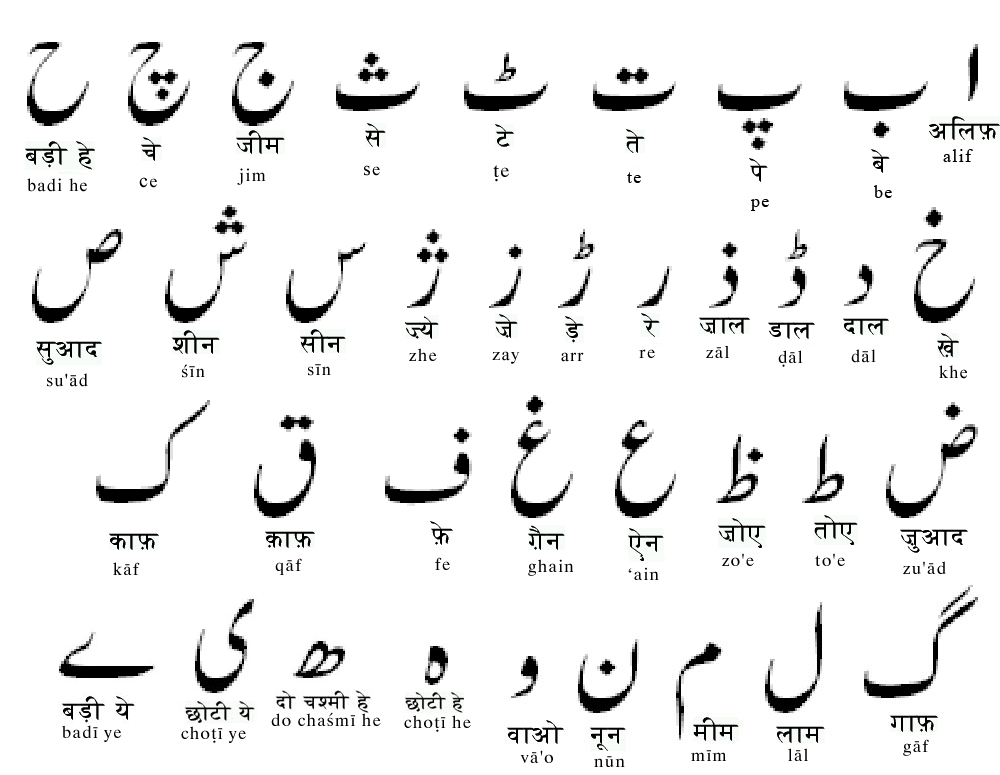 ا ب پ ت ٹ ث ج چ ح
बड़ी हे चे जीम से टे ते पे बे अलिफ़
badi he ce jim se ṭe te pe be alif
خ د ڈ ذ ر ڑ ز ژ س ش ص
सुआद शीन सीन ज़्ये ज़े ड़े रे ज़ाल डाल दाल खे
su'ād śīn sīn zhe zay arr re zāl ḍāl dāl khe
ض ط ظ ع غ ف ق ک
काफ़ क़ाफ़ फ़े ग़ैन ऐन ज़ोए तोए ज़ुआद
kāf qāf fe ghain ‘ain zo'e to'e zu'ād
گ ل م ن و ہ ھ ی ے
बड़ी ये छोटी ये दो चश्मी हे छोटी हे वाओ नून मीम लाम गाफ़
badī ye choṭī ye do chaśmī he choṭī he vā'o nūn mīm lāl gāf